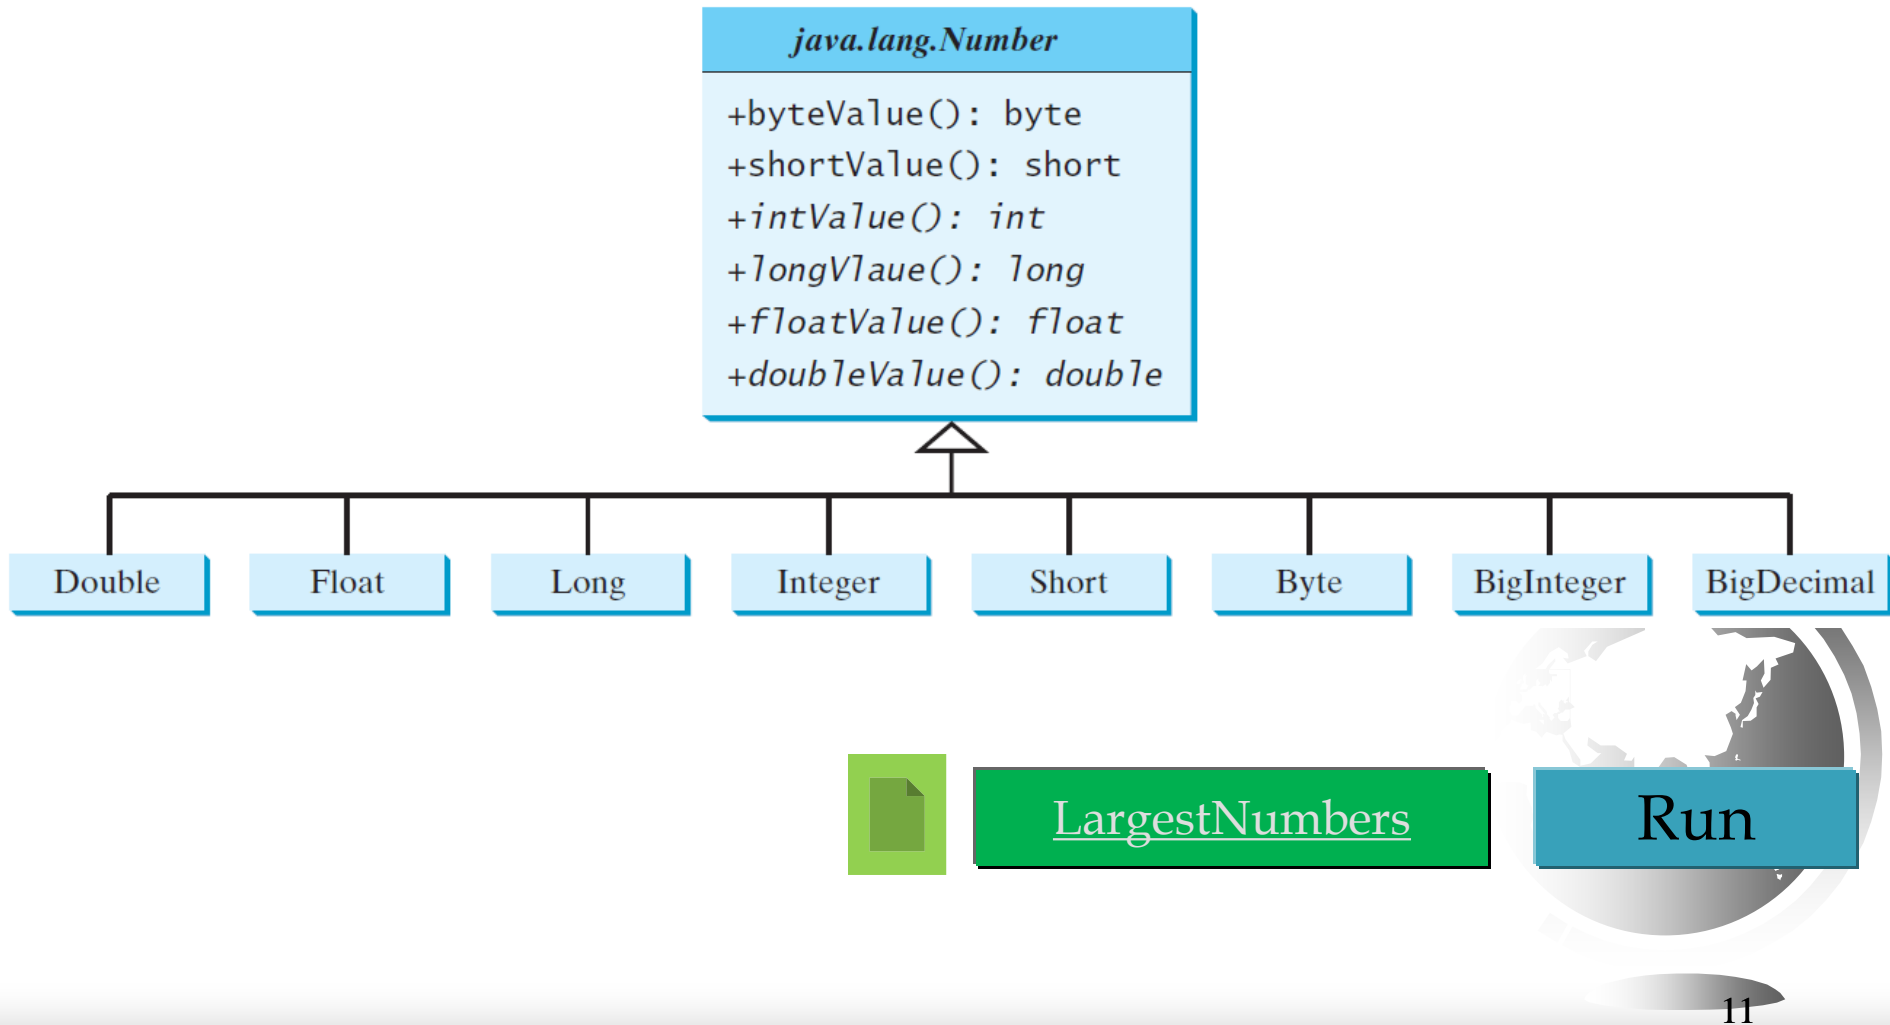 java.lang.Number
+byteValue(): byte
+shortValue(): short
+intValue(): int
+longVlaue(): long
+floatValue(): float
+doubleValue(): double
Double Float Long Integer Short Byte BigInteger BigDecimal
LargestNumbers Run
11